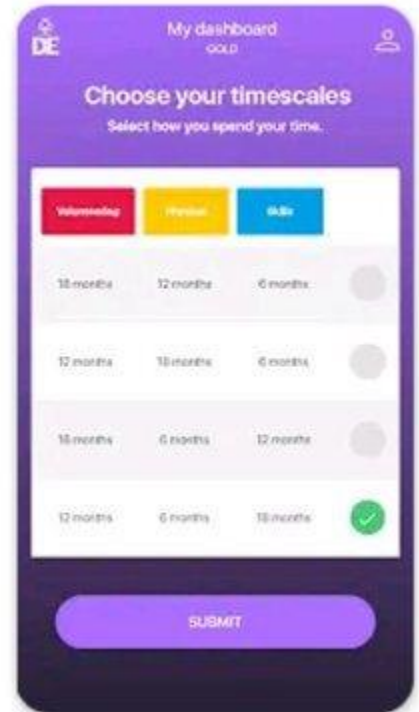 DE
My dashboard
GOLD
Choose your timescales
Select how you spend your time.
Volunteering Physical Skills
18 months 12 months 6 months
12 months 18 months 6 months
18 months 6 months 12 months
12 months 6 months 18 months
SUBMIT